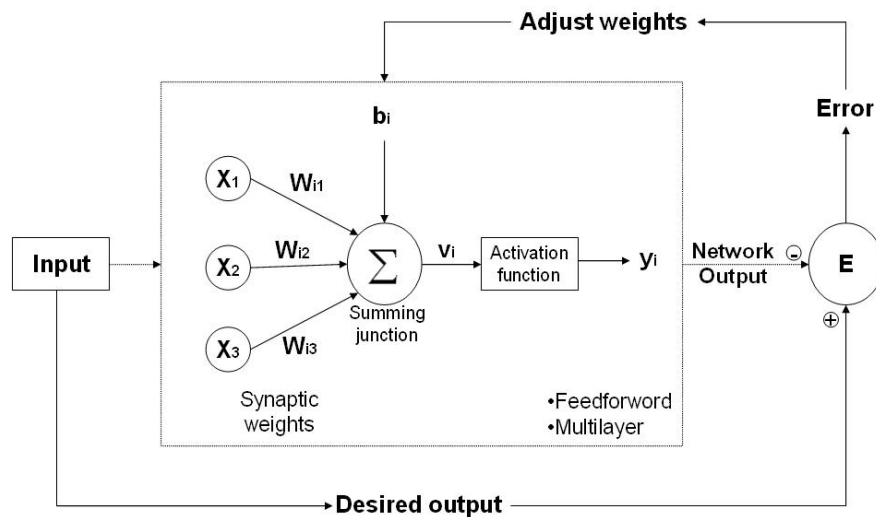 Adjust weights
Error
bi
X1
Wi1
Input
X2
Wi2
Σ
vi
Activation
function
yi
Network
Output
-
E
+
Summing
junction
X3
Wi3
Synaptic
weights
•Feedforword
•Multilayer
Desired output